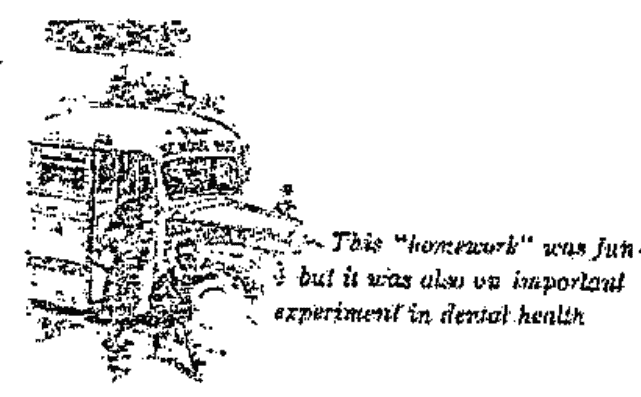 This "homework" was fun-
but it was also an important
experiment in dental health